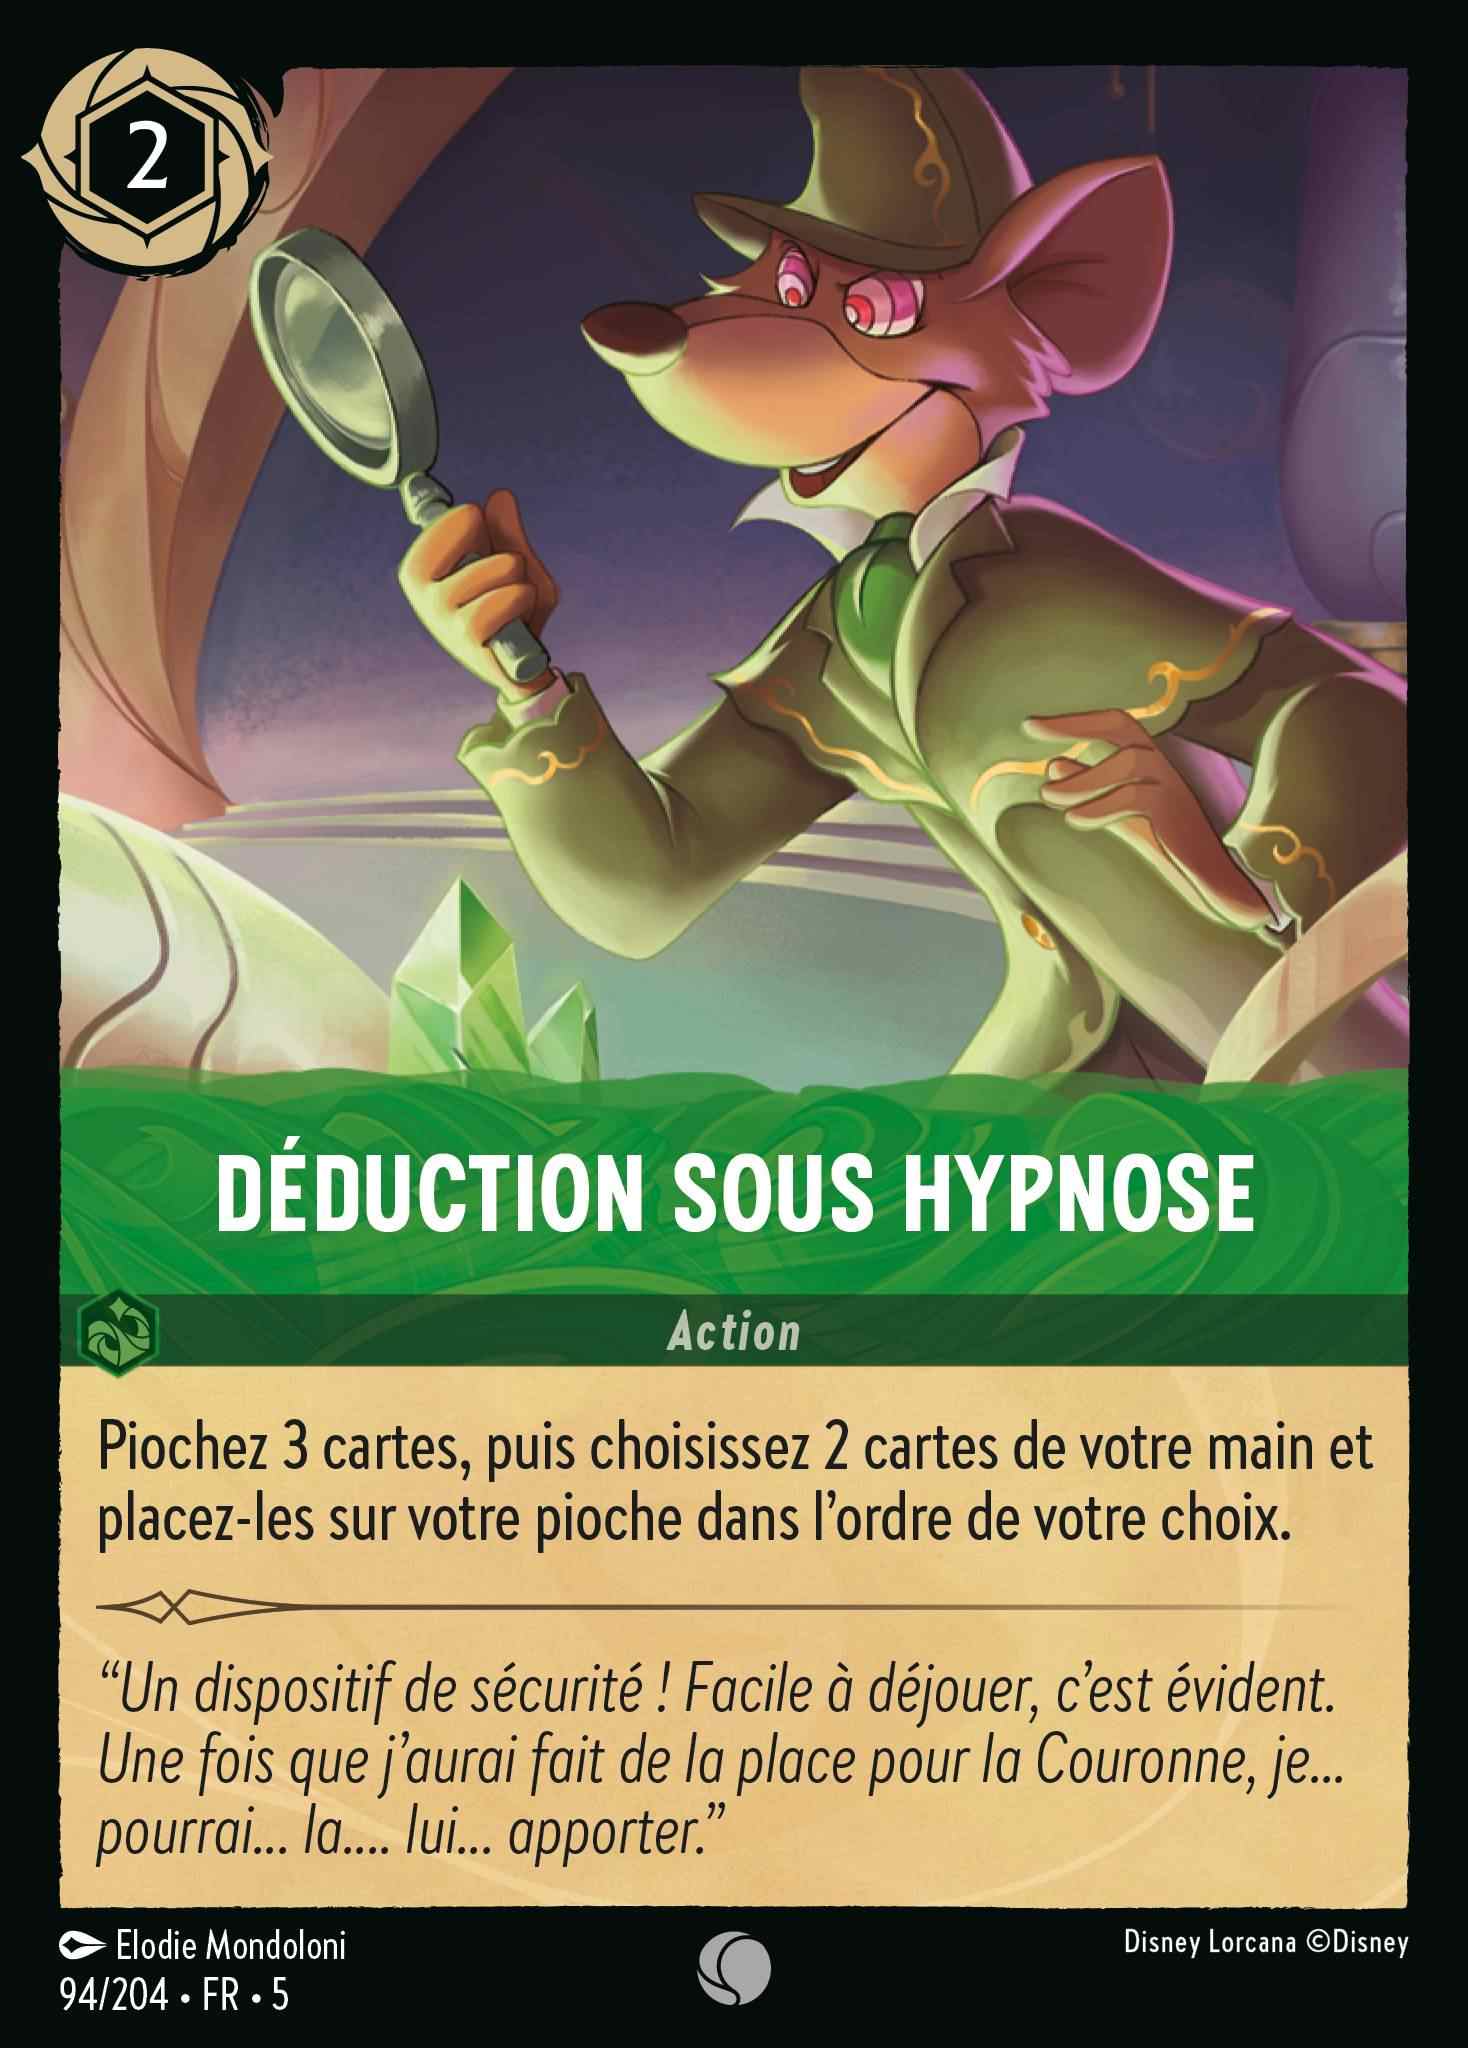 2
DÉDUCTION SOUS HYPNOSE
Action
Piochez 3 cartes, puis choisissez 2 cartes de votre main et
placez-les sur votre pioche dans l’ordre de votre choix.
“Un dispositif de sécurité ! Facile à déjouer, c’est évident.
Une fois que j’aurai fait de la place pour la Couronne, je...
pourrai... la.... lui... apporter.”
Elodie Mondoloni
Disney Lorcana ©Disney
94/204 • FR • 5